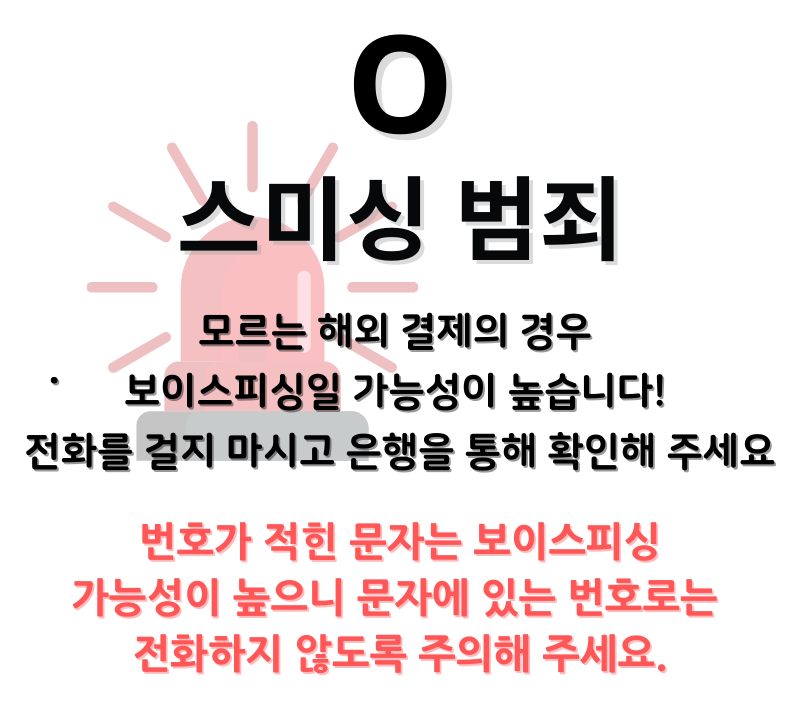 O
스미싱 범죄
모르는 해외 결제의 경우
보이스피싱일 가능성이 높습니다!
전화를 걸지 마시고 은행을 통해 확인해 주세요
번호가 적힌 문자는 보이스피싱
가능성이 높으니 문자에 있는 번호로는
전화하지 않도록 주의해 주세요.